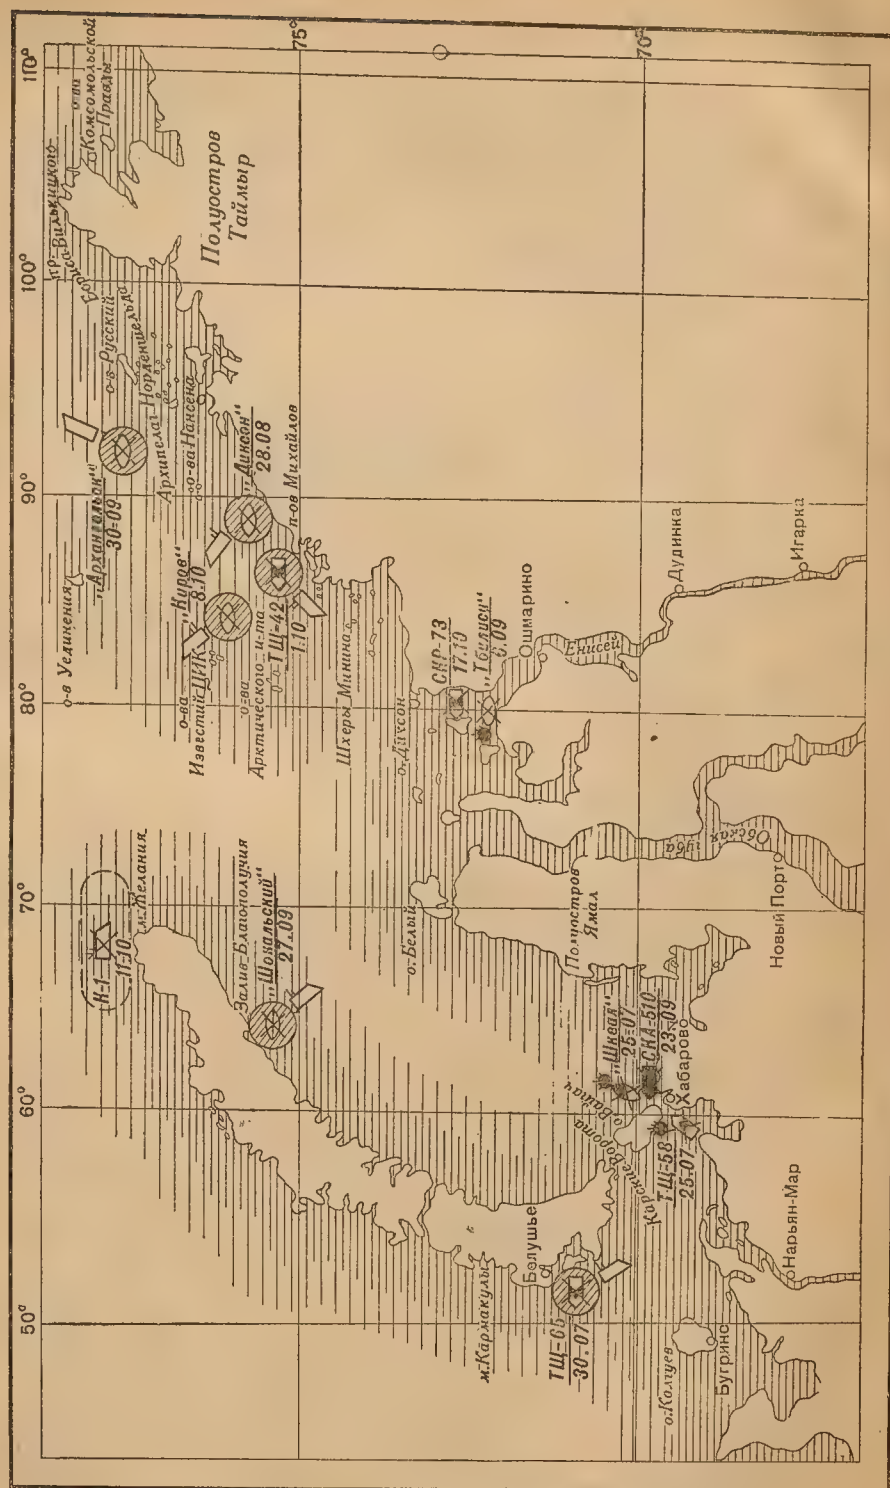 50°
60°
70°
80°
90°
100°
110°
75°
70°
К-1
11-10
м. Желания
Залив Благополучия
„Шокальский"
27-09
о-в Уединения
„Архангельск"
30-09
о-ва
Известий ЦИК
„Киров"
8.10
о-ва
Арктического и-та
ТЩ-42
1.10
„Диксон"
28.08
п-ов Михайлов
о-ва Нансена
Архипелаг Норденшельда
о-в Русский
пр.
Бориса Вилькицкого
о-ва
Комсомольской
Правды
Полуостров
Таймыр
Шхеры Минина
о. Диксон
СКР-73
17.10
„Тбилиси"
6.09
Ошмарино
Енисей
Дудинка
Игарка
о. Белый
Полуостров
Ямал
Обская
губа
Новый Порто
м. Кармакулы
Белушье
ТЩ-65
30-07
Карские Ворота
о. Вайгач
„Шквал"
25-07
СКА-510
23-09
Хабарово
ТЩ-58
25.07
о. Колгуев
Бугрино
Нарьян-Мар